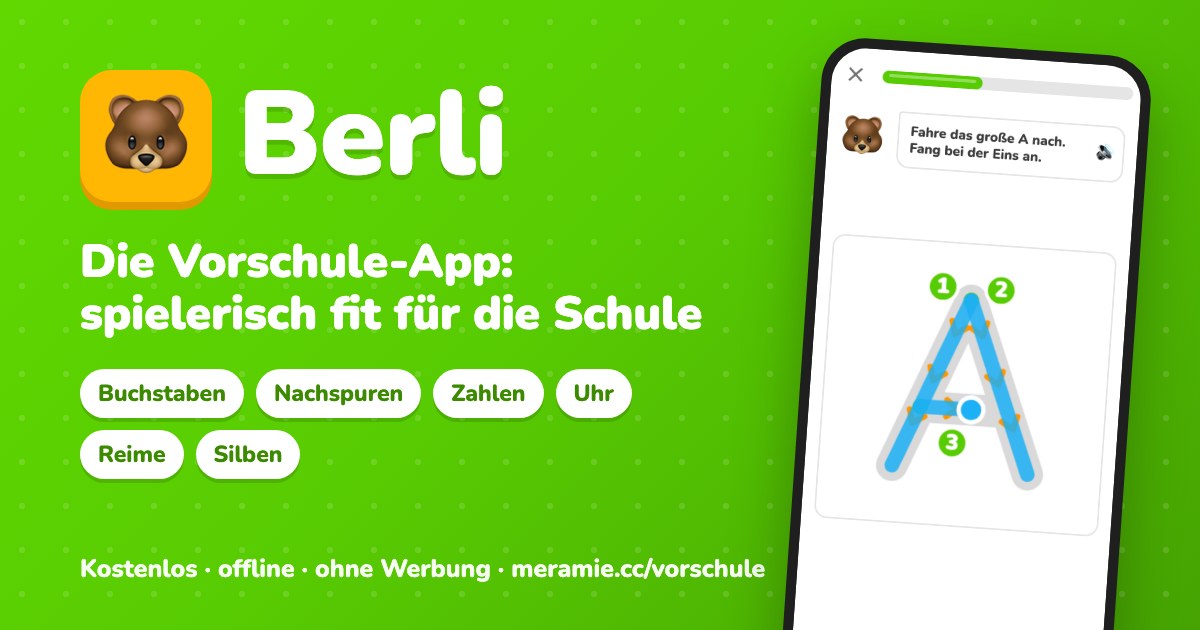 Berli
Die Vorschule-App:
spielerisch fit für die Schule
Buchstaben
Nachspuren
Zahlen
Uhr
Reime
Silben
Kostenlos · offline · ohne Werbung · meramie.cc/vorschule
Fahre das große A nach.
Fang bei der Eins an.
1
2
A
3